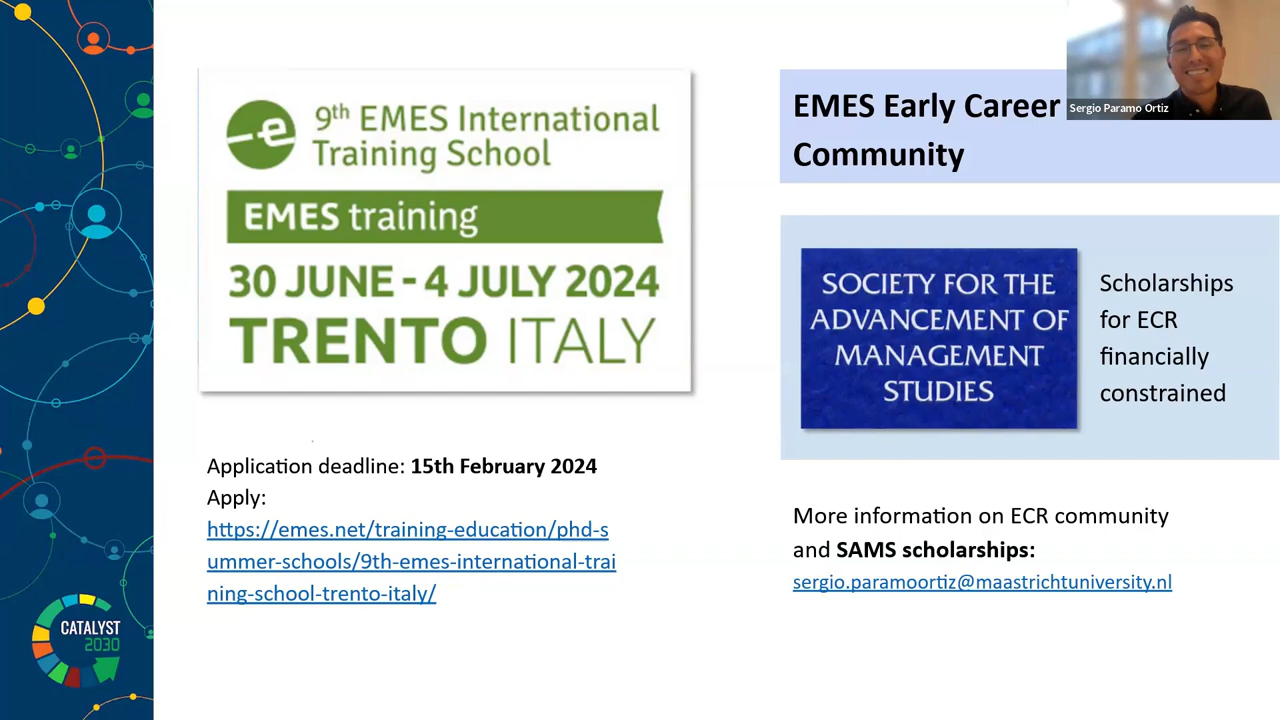 9th EMES International
Training School
EMES training
30 JUNE - 4 JULY 2024
TRENTO ITALY
Application deadline: 15th February 2024
Apply:
https://emes.net/training-education/phd-s
ummer-schools/9th-emes-international-trai
ning-school-trento-italy/
EMES Early Career
Community
Sergio Paramo Ortiz
SOCIETY FOR THE
ADVANCEMENT OF
MANAGEMENT
STUDIES
Scholarships
for ECR
financially
constrained
More information on ECR community
and SAMS scholarships:
sergio.paramoortiz@maastrichtuniversity.nl
CATALYST
2030